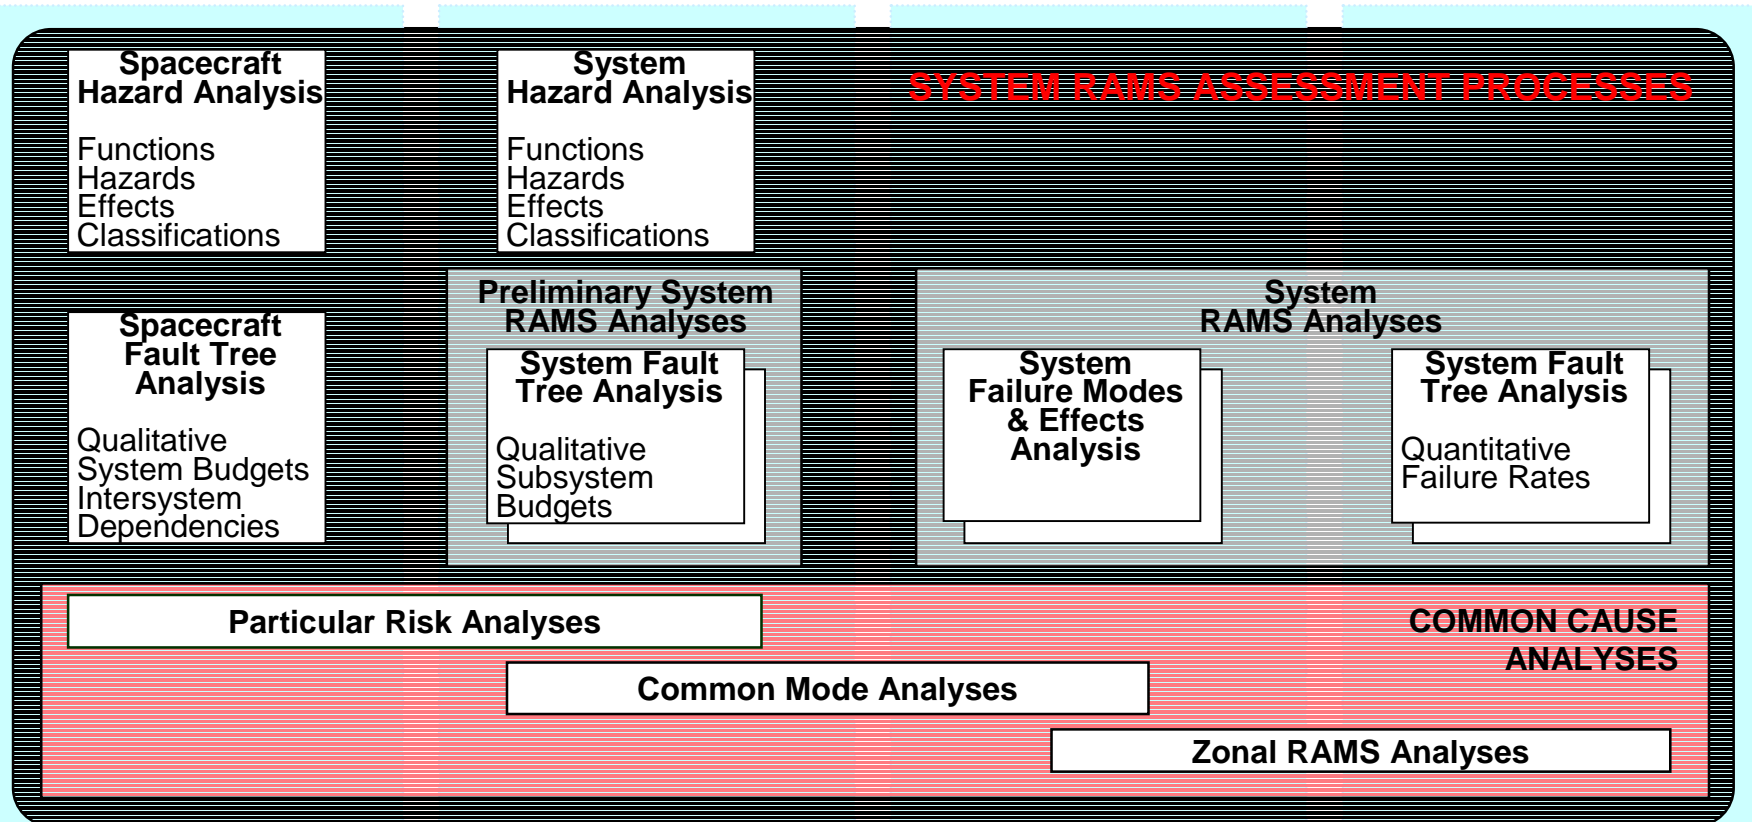 Spacecraft
Hazard Analysis
Functions
Hazards
Effects
Classifications
System
Hazard Analysis
Functions
Hazards
Effects
Classifications
SYSTEM RAMS ASSESSMENT PROCESSES
Spacecraft
Fault Tree
Analysis
Qualitative
System Budgets
Intersystem
Dependencies
Preliminary System
RAMS Analyses
System Fault
Tree Analysis
Qualitative
Subsystem
Budgets
System
RAMS Analyses
System
Failure Modes
& Effects
Analysis
System Fault
Tree Analysis
Quantitative
Failure Rates
Particular Risk Analyses
COMMON CAUSE
ANALYSES
Common Mode Analyses
Zonal RAMS Analyses